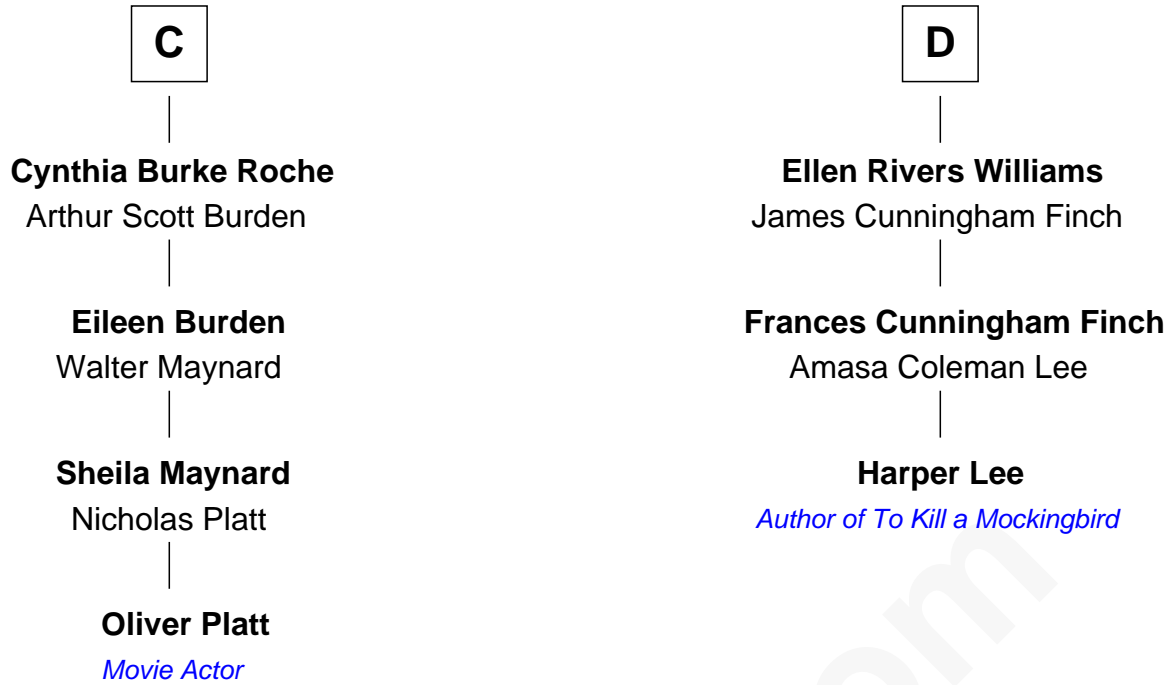 C
Cynthia Burke Roche
Arthur Scott Burden
Eileen Burden
Walter Maynard
Sheila Maynard
Nicholas Platt
Oliver Platt
Movie Actor
D
Ellen Rivers Williams
James Cunningham Finch
Frances Cunningham Finch
Amasa Coleman Lee
Harper Lee
Author of To Kill a Mockingbird
om